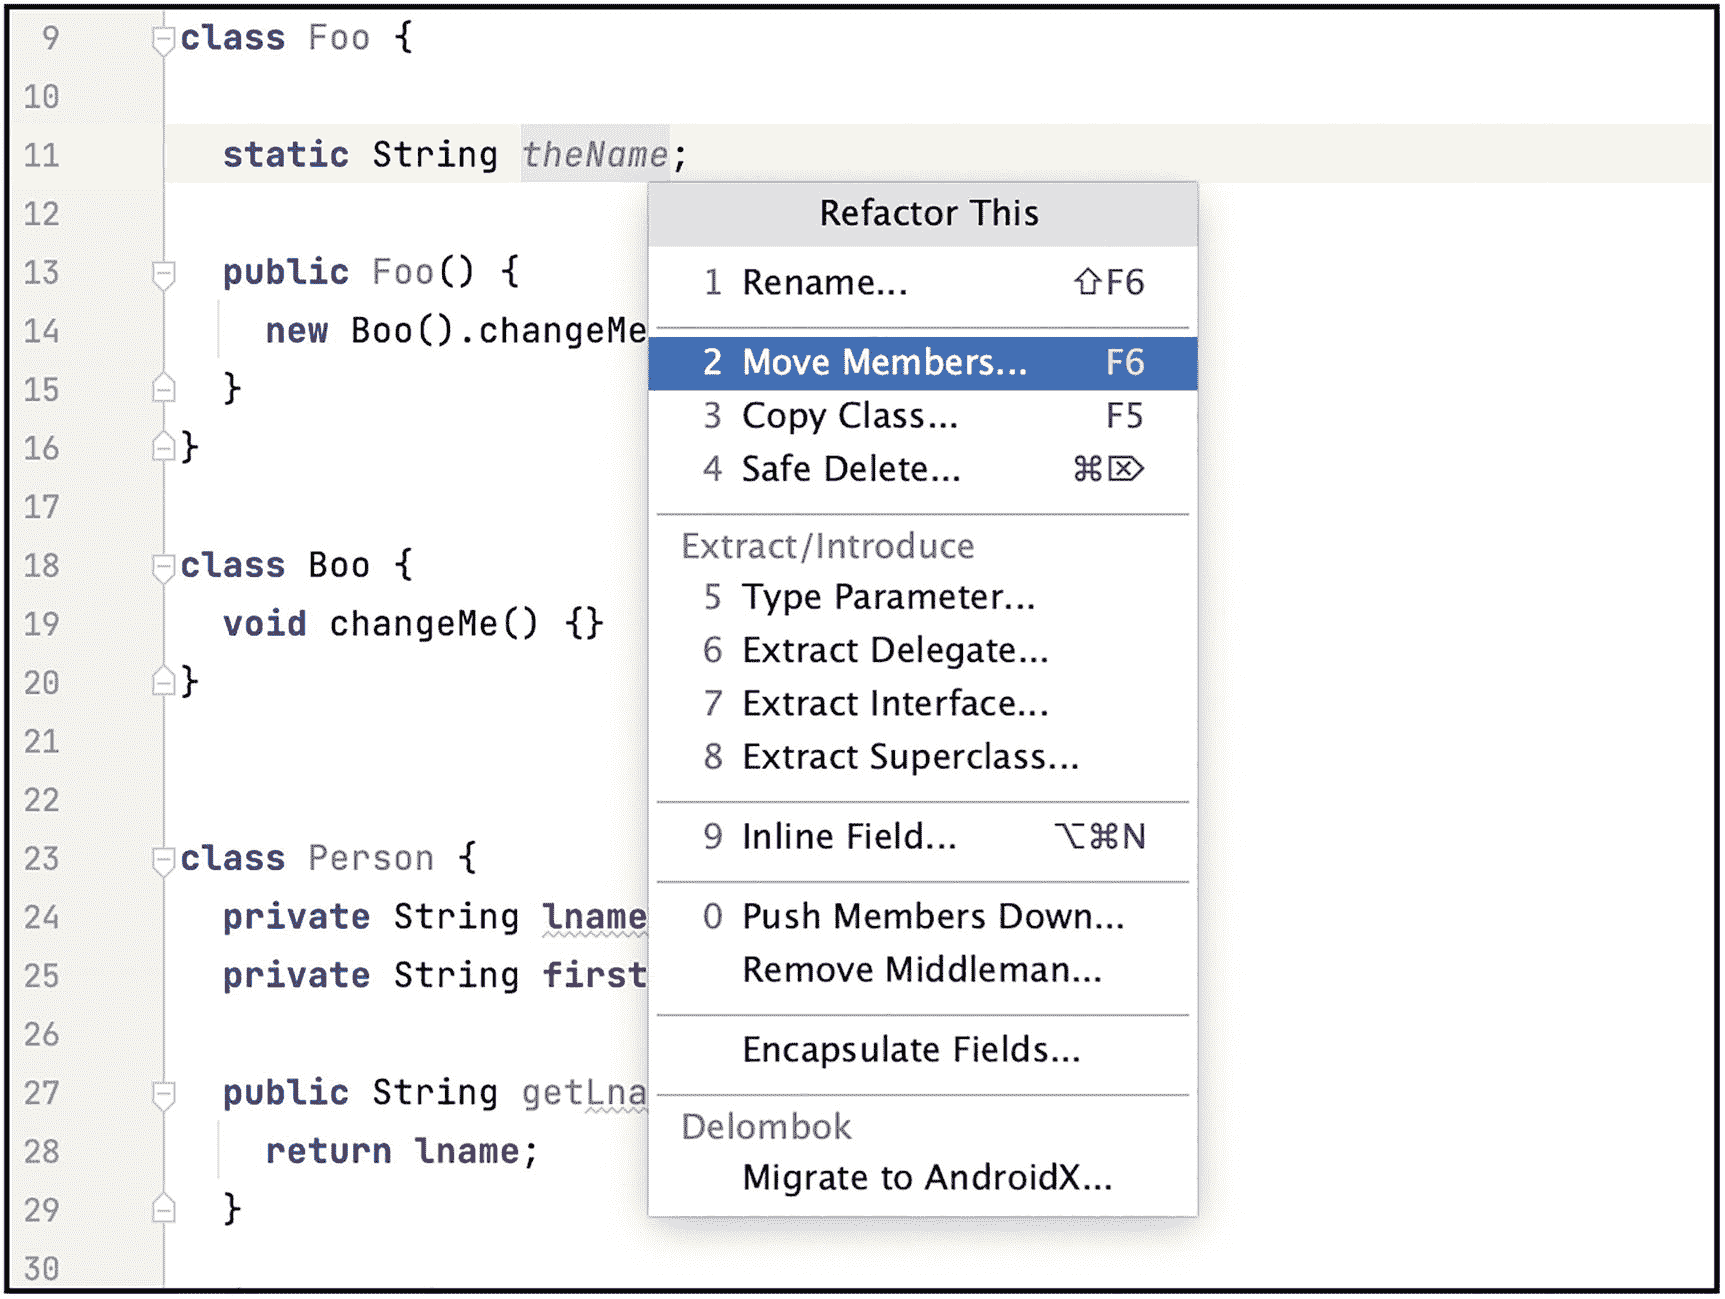 9 class Foo {
10
11 static String theName;
12
13 public Foo() {
14 new Boo().changeMe
15 }
16 }
17
18 class Boo {
19 void changeMe() {}
20 }
21
22
23 class Person {
24 private String lname
25 private String first
26
27 public String getLna
28 return lname;
29 }
30
Refactor This
1 Rename... ⇧F6
2 Move Members... F6
3 Copy Class... F5
4 Safe Delete... ⌘⌦
Extract/Introduce
5 Type Parameter...
6 Extract Delegate...
7 Extract Interface...
8 Extract Superclass...
9 Inline Field... ⌥⌘N
0 Push Members Down...
Remove Middleman...
Encapsulate Fields...
Delombok
Migrate to AndroidX...